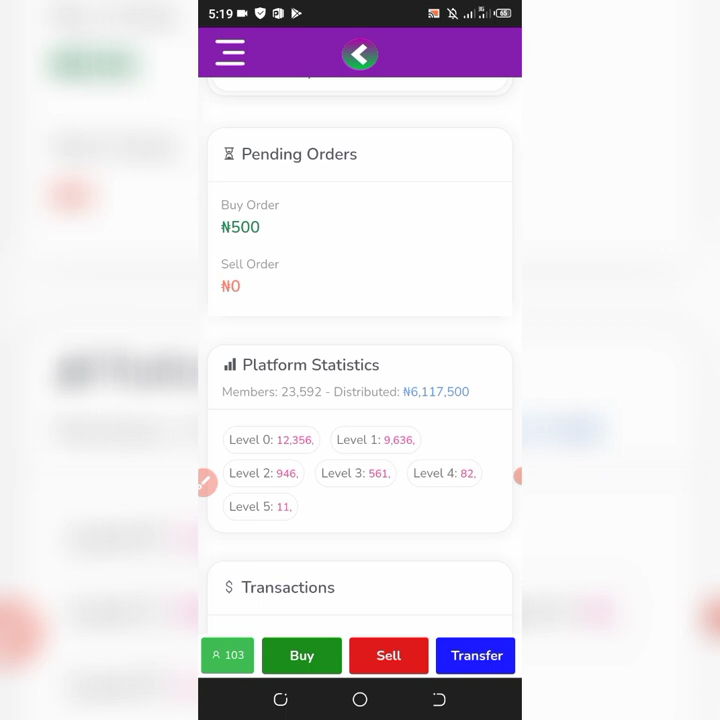 5:19
3G
65
Pending Orders
Buy Order
₦500
Sell Order
₦0
Platform Statistics
Members: 23,592 - Distributed: ₦6,117,500
Level 0: 12,356, Level 1: 9,636,
Level 2: 946, Level 3: 561, Level 4: 82,
Level 5: 11,
$ Transactions
103 Buy Sell Transfer